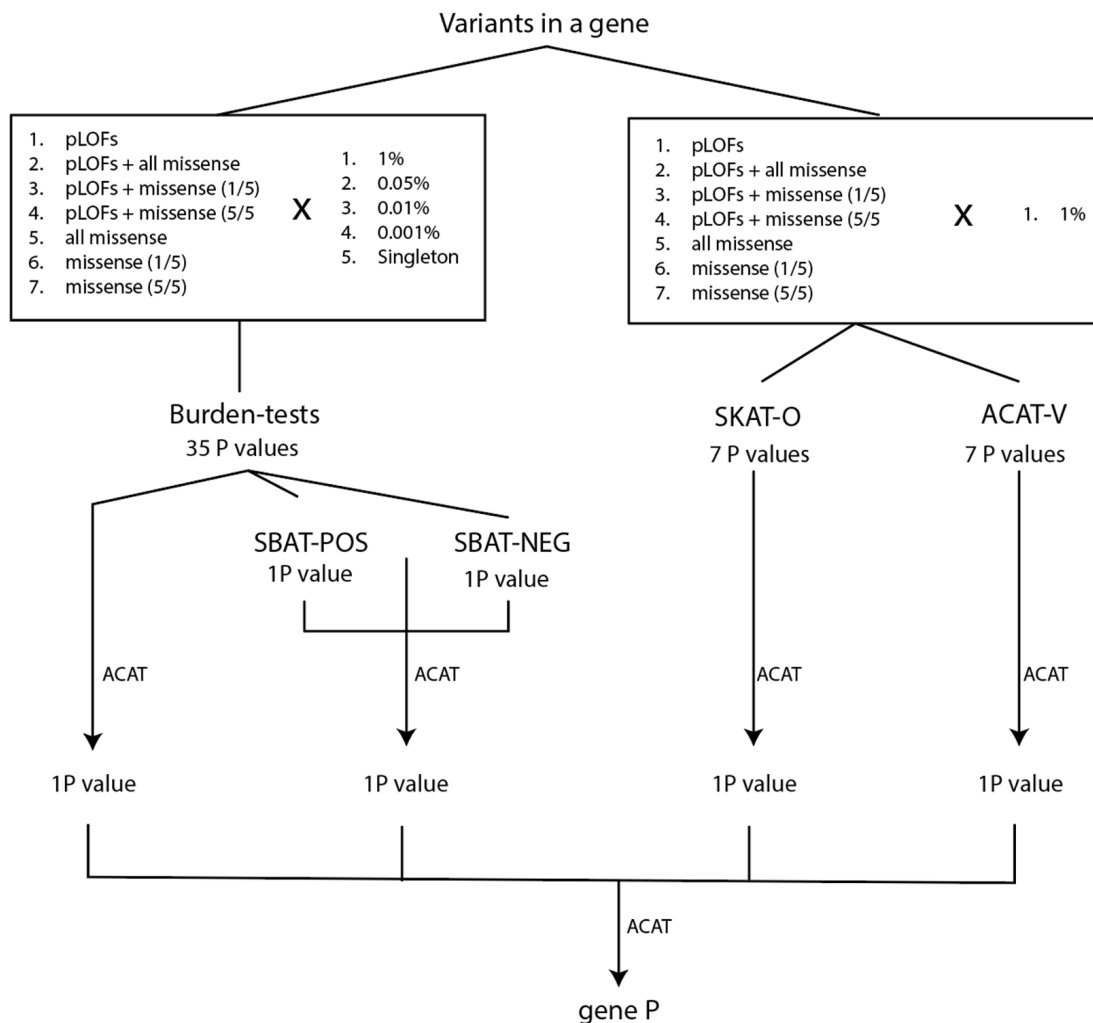 Variants in a gene
1. pLOFs
2. pLOFs + all missense
3. pLOFs + missense (1/5)
4. pLOFs + missense (5/5
5. all missense
6. missense (1/5)
7. missense (5/5)
X
1. 1%
2. 0.05%
3. 0.01%
4. 0.001%
5. Singleton
1. pLOFs
2. pLOFs + all missense
3. pLOFs + missense (1/5)
4. pLOFs + missense (5/5
5. all missense
6. missense (1/5)
7. missense (5/5)
X
1. 1%
Burden-tests
35 P values
SKAT-O
7 P values
ACAT-V
7 P values
SBAT-POS
1P value
SBAT-NEG
1P value
ACAT
ACAT
ACAT
ACAT
1P value
1P value
1P value
1P value
ACAT
gene P